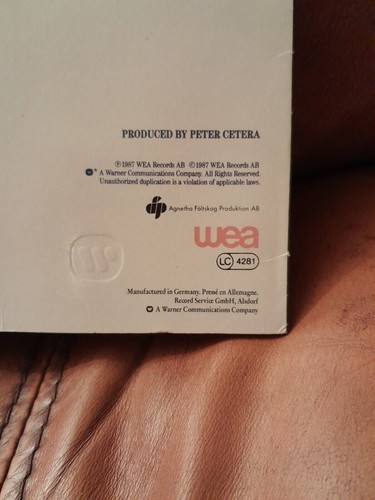 PRODUCED BY PETER CETERA
℗1987 WEA Records AB ©1987 WEA Records AB
A Warner Communications Company. All Rights Reserved.
Unauthorized duplication is a violation of applicable laws.
Agnetha Fältskog Produktion AB
wea
LC 4281
Manufactured in Germany. Pressé en Allemagne.
Record Service GmbH, Alsdorf
A Warner Communications Company